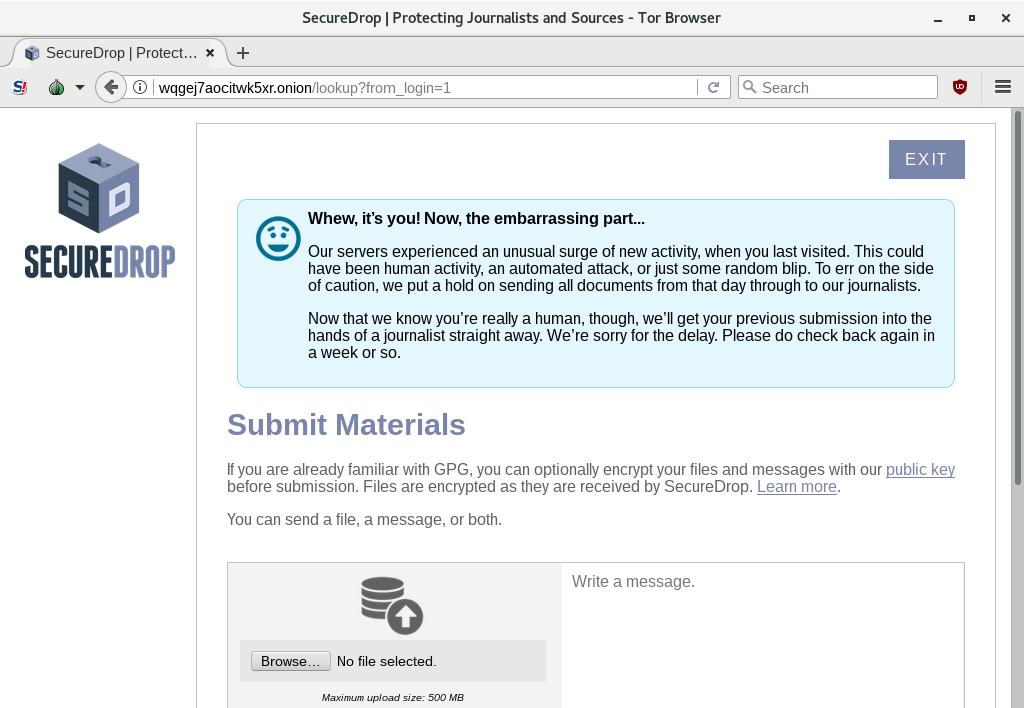 SecureDrop | Protecting Journalists and Sources - Tor Browser
SecureDrop | Protect…
S!
wqgej7aocitwk5xr.onion/lookup?from_login=1
Search
SD
SECUREDROP
EXIT
Whew, it’s you! Now, the embarrassing part...
Our servers experienced an unusual surge of new activity, when you last visited. This could
have been human activity, an automated attack, or just some random blip. To err on the side
of caution, we put a hold on sending all documents from that day through to our journalists.
Now that we know you’re really a human, though, we’ll get your previous submission into the
hands of a journalist straight away. We’re sorry for the delay. Please do check back again in
a week or so.
Submit Materials
If you are already familiar with GPG, you can optionally encrypt your files and messages with our public key
before submission. Files are encrypted as they are received by SecureDrop. Learn more.
You can send a file, a message, or both.
Write a message.
Browse… No file selected.
Maximum upload size: 500 MB